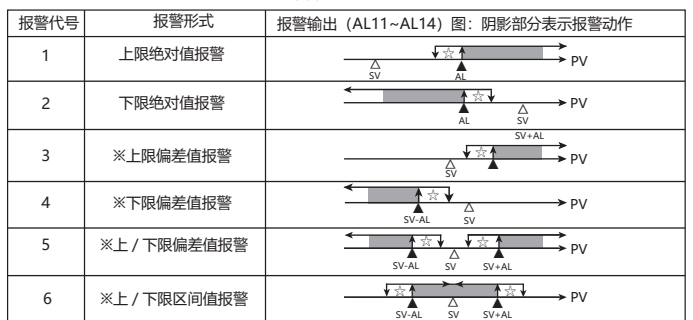 报警代号 报警形式 报警输出（AL11~AL14）图：阴影部分表示报警动作
1 上限绝对值报警 PV
SV AL
2 下限绝对值报警 PV
AL SV
3 ※上限偏差值报警 SV+AL PV
SV
4 ※下限偏差值报警 PV
SV-AL SV
5 ※上 / 下限偏差值报警 PV
SV-AL SV SV+AL
6 ※上 / 下限区间值报警 PV
SV-AL SV SV+AL